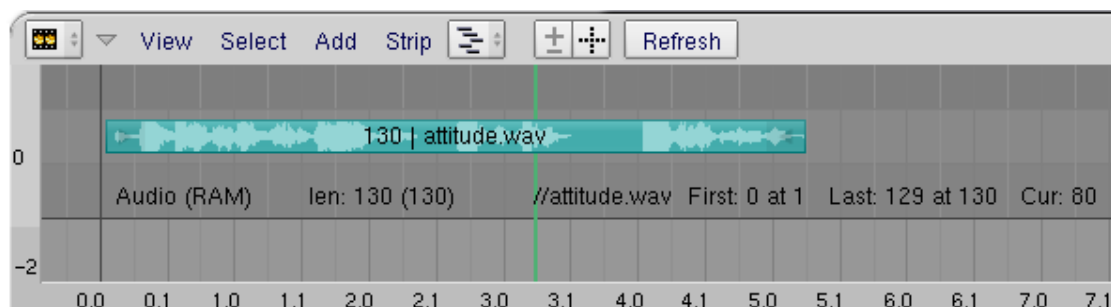 View Select Add Strip Refresh
130 | attitude.wav
0
Audio (RAM) len: 130 (130) //attitude.wav First: 0 at 1 Last: 129 at 130 Cur: 80
-2
0.0 0.1 1.0 1.1 2.0 2.1 3.0 3.1 4.0 4.1 5.0 5.1 6.0 6.1 7.0 7.1